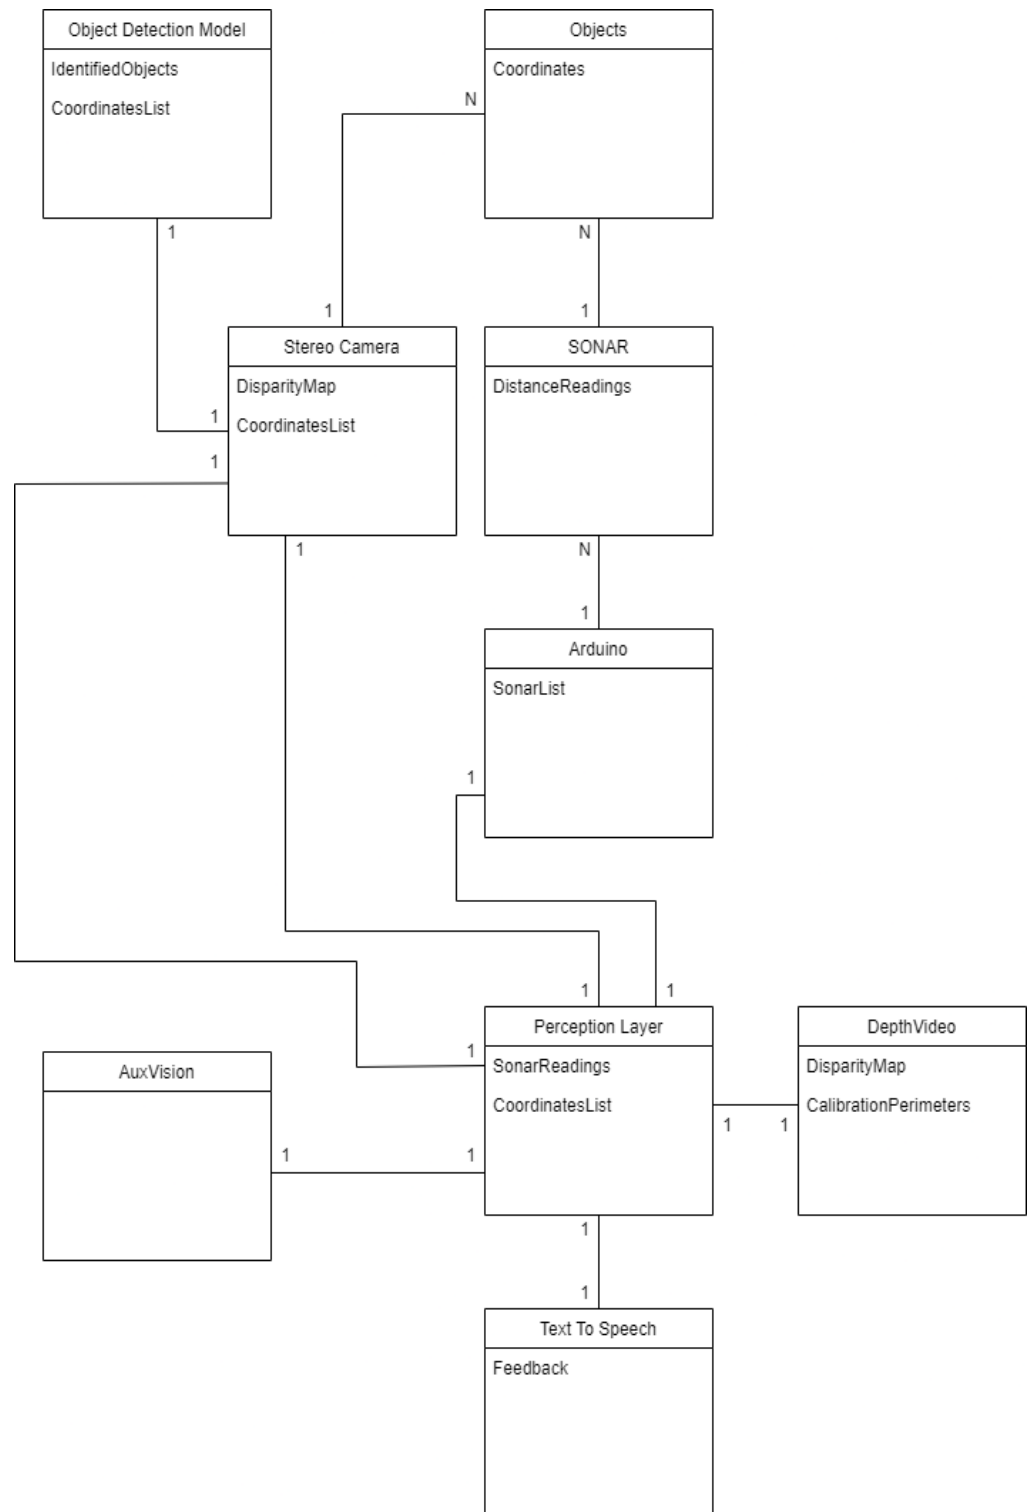 Object Detection Model
IdentifiedObjects
CoordinatesList
1
Objects
Coordinates
N
N
1
Stereo Camera
DisparityMap
CoordinatesList
1
1
1
1
SONAR
DistanceReadings
N
1
Arduino
SonarList
1
1
1
1
Perception Layer
SonarReadings
CoordinatesList
DepthVideo
DisparityMap
CalibrationPerimeters
1
1
AuxVision
1
1
1
1
Text To Speech
Feedback